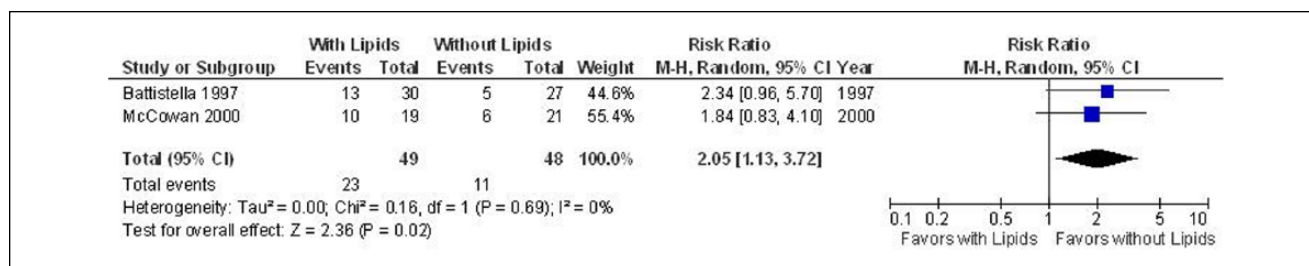 With Lipids Without Lipids Risk Ratio Risk Ratio
Study or Subgroup Events Total Events Total Weight M-H, Random, 95% CI Year M-H, Random, 95% CI
Battistella 1997 13 30 5 27 44.6% 2.34 [0.96, 5.70] 1997
McCowan 2000 10 19 6 21 55.4% 1.84 [0.83, 4.10] 2000
Total (95% CI) 49 48 100.0% 2.05 [1.13, 3.72]
Total events 23 11
Heterogeneity: Tau² = 0.00; Chi² = 0.16, df = 1 (P = 0.69); I² = 0%
Test for overall effect: Z = 2.36 (P = 0.02)
0.1 0.2 0.5 1 2 5 10
Favors with Lipids Favors without Lipids